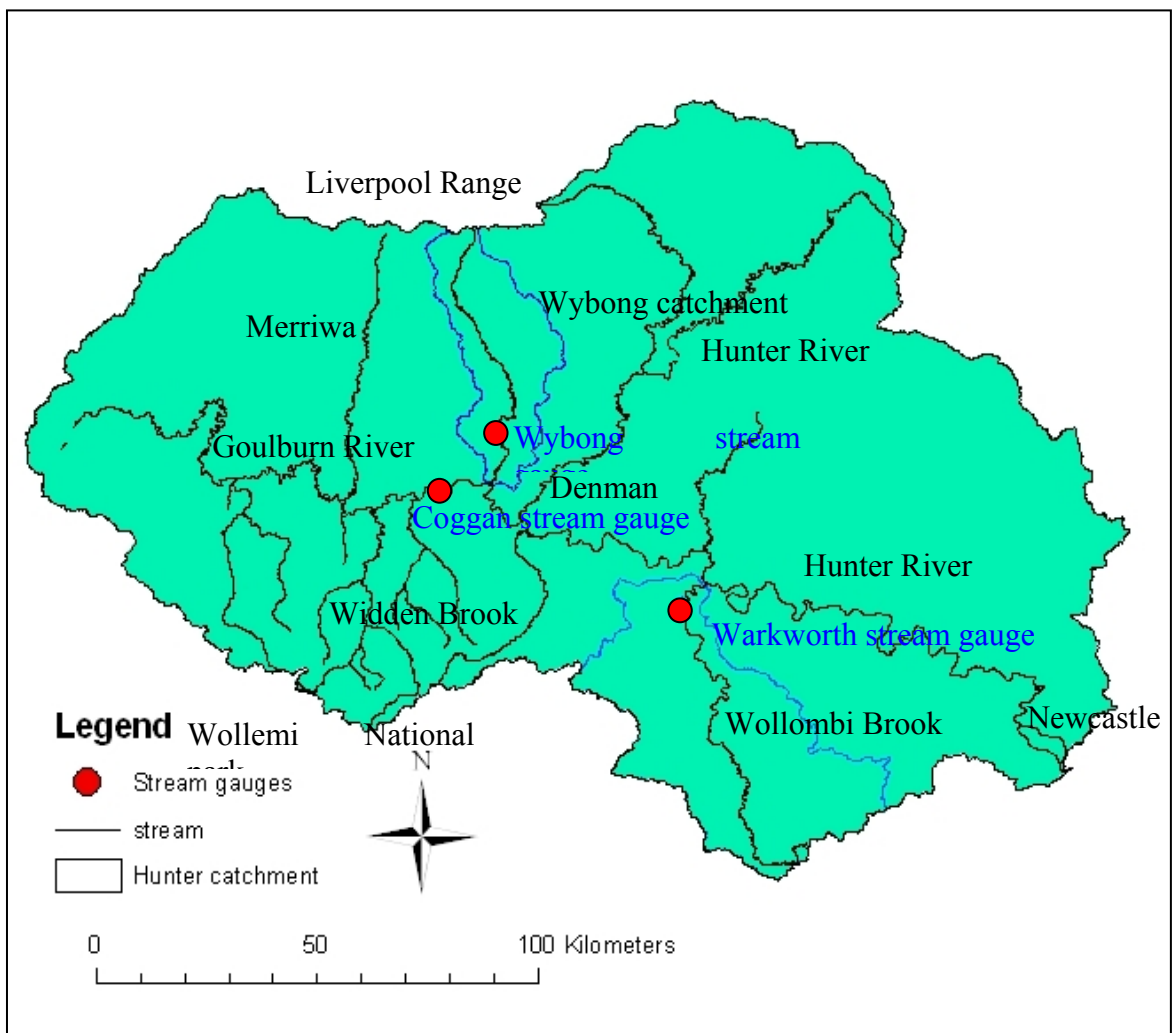 Liverpool Range
Wybong catchment
Merriwa
Hunter River
Goulburn River
Wybong stream
Denman
Coggan stream gauge
Hunter River
Widden Brook
Warkworth stream gauge
Wollombi Brook
Newcastle
Legend
Wollemi National
Stream gauges
N
stream
Hunter catchment
0 50 100 Kilometers